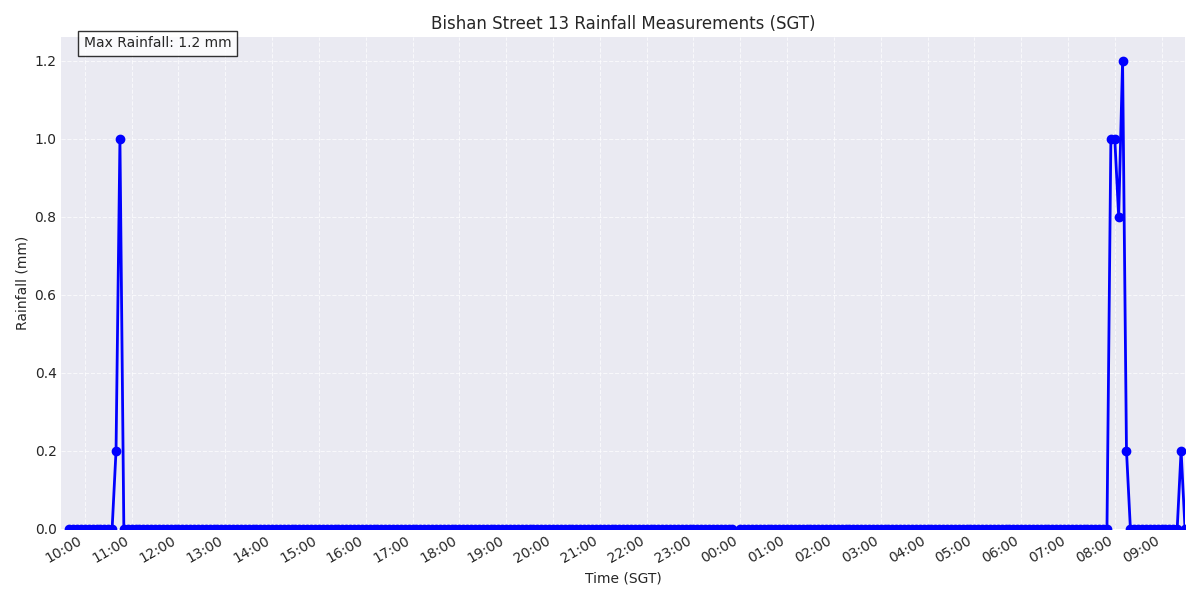 Bishan Street 13 Rainfall Measurements (SGT)
Max Rainfall: 1.2 mm
1.2
1.0
0.8
0.6
0.4
0.2
0.0
Rainfall (mm)
10:00 11:00 12:00 13:00 14:00 15:00 16:00 17:00 18:00 19:00 20:00 21:00 22:00 23:00 00:00 01:00 02:00 03:00 04:00 05:00 06:00 07:00 08:00 09:00
Time (SGT)